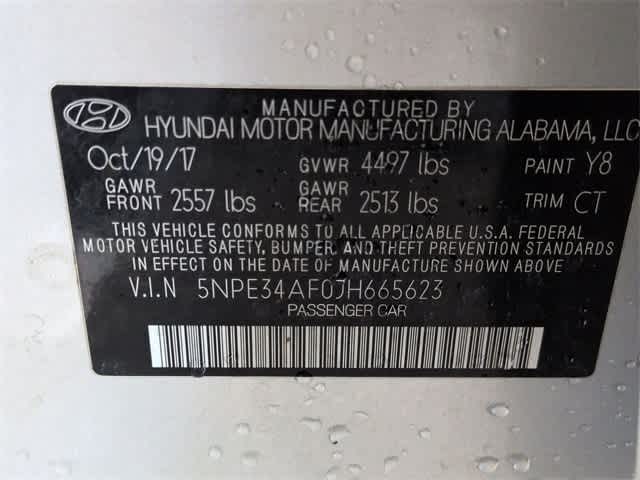 MANUFACTURED BY
HYUNDAI MOTOR MANUFACTURING ALABAMA, LLC
Oct/19/17 GVWR 4497 lbs PAINT Y8
GAWR FRONT 2557 lbs GAWR REAR 2513 lbs TRIM CT
THIS VEHICLE CONFORMS TO ALL APPLICABLE U.S.A. FEDERAL
MOTOR VEHICLE SAFETY, BUMPER, AND THEFT PREVENTION STANDARDS
IN EFFECT ON THE DATE OF MANUFACTURE SHOWN ABOVE
V.I.N 5NPE34AF0JH665623
PASSENGER CAR